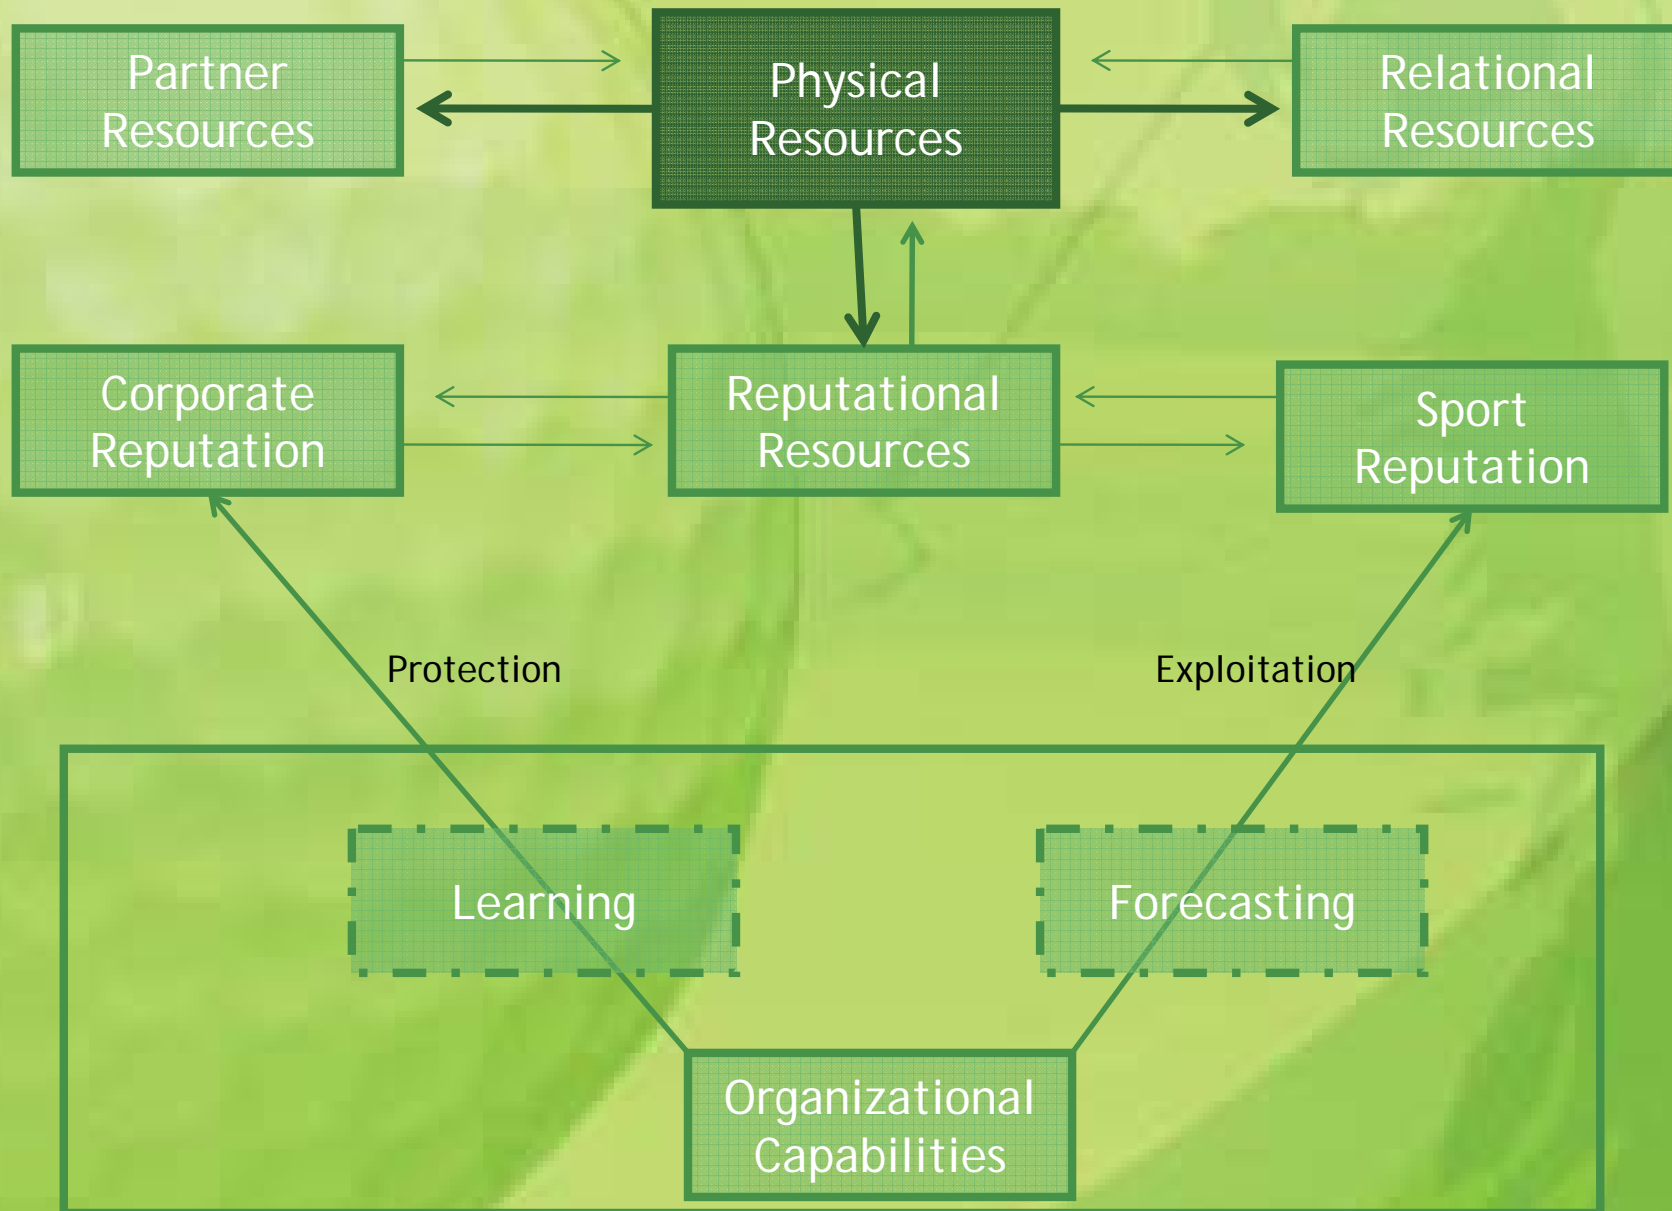 Partner
Resources
Physical
Resources
Relational
Resources
Corporate
Reputation
Reputational
Resources
Sport
Reputation
Protection
Exploitation
Learning
Forecasting
Organizational
Capabilities